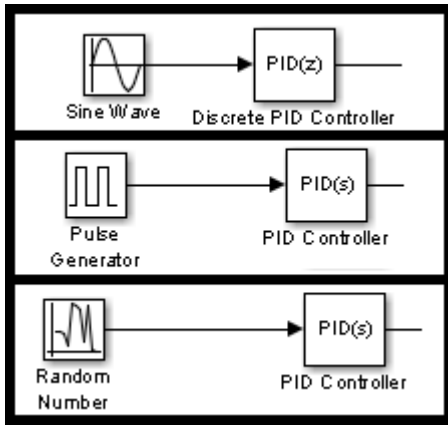 PID(z)
Sine Wave
Discrete PID Controller
PID(s)
Pulse
Generator
PID Controller
PID(s)
Random
Number
PID Controller